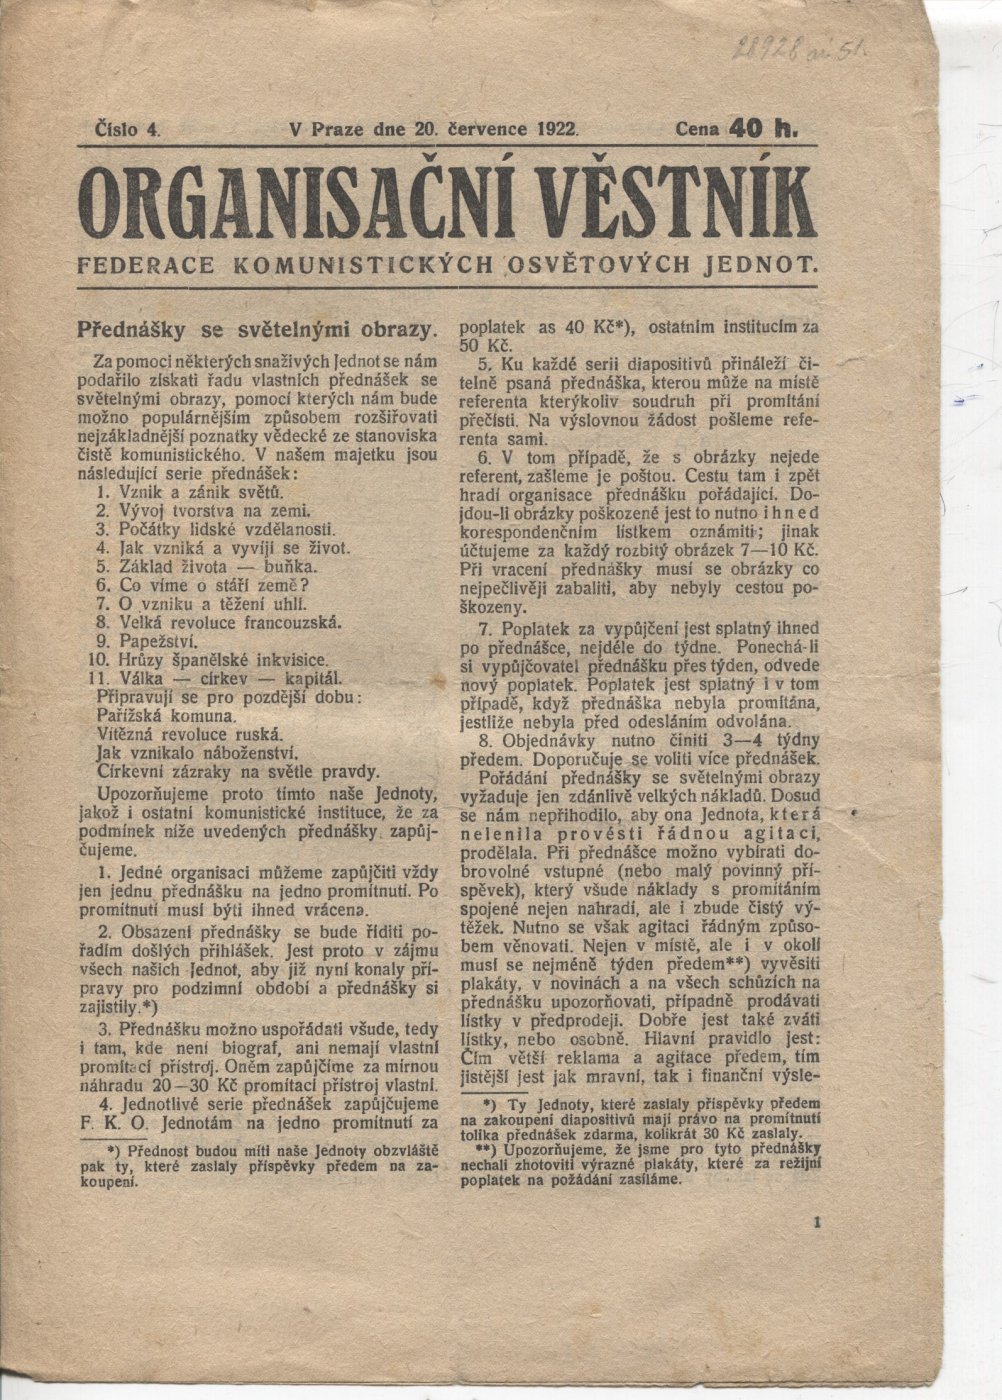 Číslo 4.
V Praze dne 20. července 1922.
Cena 40 h.
ORGANISAČNÍ VĚSTNÍK
FEDERACE KOMUNISTICKÝCH OSVĚTOVÝCH JEDNOT.
Přednášky se světelnými obrazy.
Za pomoci některých snaživých Jednot se nám
podařilo získati řadu vlastních přednášek se
světelnými obrazy, pomocí kterých nám bude
možno populárnějším způsobem rozšiřovati
nejzákladnější poznatky vědecké ze stanoviska
čistě komunistického. V našem majetku jsou
následující serie přednášek:
1. Vznik a zánik světů.
2. Vývoj tvorstva na zemi.
3. Počátky lidské vzdělanosti.
4. Jak vzniká a vyvíjí se život.
5. Základ života — buňka.
6. Co víme o stáří země?
7. O vzniku a těžení uhlí.
8. Velká revoluce francouzská.
9. Papežství.
10. Hrůzy španělské inkvisice.
11. Válka — církev — kapitál.
Připravují se pro pozdější dobu:
Pařížská komuna.
Vítězná revoluce ruská.
Jak vznikalo náboženství.
Církevní zázraky na světle pravdy.
Upozorňujeme proto tímto naše Jednoty,
jakož i ostatní komunistické instituce, že za
podmínek níže uvedených přednášky zapůj-
čujeme.
1. Jedné organisaci můžeme zapůjčiti vždy
jen jednu přednášku na jedno promítnutí. Po
promítnutí musí býti ihned vrácena.
2. Obsazení přednášky se bude říditi po-
řadím došlých přihlášek. Jest proto v zájmu
všech našich Jednot, aby již nyní konaly pří-
pravy pro podzimní období a přednášky si
zajistily.*)
3. Přednášku možno uspořádati všude, tedy
i tam, kde není biograf, ani nemají vlastní
promítací přístroj. Oněm zapůjčíme za mírnou
náhradu 20—30 Kč promítací přístroj vlastní.
4. Jednotlivé serie přednášek zapůjčujeme
F. K. O. Jednotám na jedno promítnutí za
*) Přednost budou míti naše Jednoty obzvláště
pak ty, které zaslaly příspěvky předem na za-
koupení.
poplatek as 40 Kč*), ostatním institucím za
50 Kč.
5. Ku každé serii diapositivů přináleží či-
telně psaná přednáška, kterou může na místě
referenta kterýkoliv soudruh při promítání
přečísti. Na výslovnou žádost pošleme refe-
renta sami.
6. V tom případě, že s obrázky nejede
referent, zašleme je poštou. Cestu tam i zpět
hradí organisace přednášku pořádající. Do-
jdou-li obrázky poškozené jest to nutno ihned
korespondenčním lístkem oznámiti; jinak
účtujeme za každý rozbitý obrázek 7—10 Kč.
Při vracení přednášky musí se obrázky co
nejpečlivěji zabaliti, aby nebyly cestou po-
škozeny.
7. Poplatek za vypůjčení jest splatný ihned
po přednášce, nejdéle do týdne. Ponechá-li
si vypůjčovatel přednášku přes týden, odvede
nový poplatek. Poplatek jest splatný i v tom
případě, když přednáška nebyla promítána,
jestliže nebyla před odesláním odvolána.
8. Objednávky nutno činiti 3—4 týdny
předem. Doporučuje se voliti více přednášek.
Pořádání přednášky se světelnými obrazy
vyžaduje jen zdánlivě velkých nákladů. Dosud
se nám nepřihodilo, aby ona Jednota, která
nelenila provésti řádnou agitaci,
prodělala. Při přednášce možno vybírati do-
brovolné vstupné (nebo malý povinný pří-
spěvek), který všude náklady s promítáním
spojené nejen nahradí, ale i zbude čistý vý-
těžek. Nutno se však agitaci řádným způso-
bem věnovati. Nejen v místě, ale i v okolí
musí se nejméně týden předem**) vyvěsiti
plakáty, v novinách a na všech schůzích na
přednášku upozorňovati, případně prodávati
lístky v předprodeji. Dobře jest také zváti
lístky, nebo osobně. Hlavní pravidlo jest:
Čím větší reklama a agitace předem, tím
jistější jest jak mravní, tak i finanční výsle-
*) Ty Jednoty, které zaslaly příspěvky předem
na zakoupení diapositivů mají právo na promítnutí
tolika přednášek zdarma, kolikrát 30 Kč zaslaly.
**) Upozorňujeme, že jsme pro tyto přednášky
nechali zhotoviti výrazné plakáty, které za režijní
poplatek na požádání zasíláme.
1